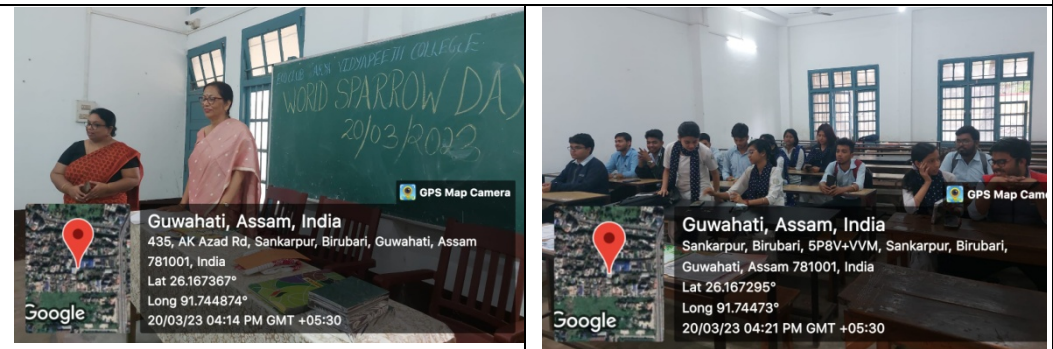 VIDYAPEETH COLLEGE
WORLD SPARROW DAY
20/03/2023
GPS Map Camera
Guwahati, Assam, India
435, AK Azad Rd, Sankarpur, Birubari, Guwahati, Assam
781001, India
Lat 26.167367°
Long 91.744874°
20/03/23 04:14 PM GMT +05:30
Google
GPS Map Came
Guwahati, Assam, India
Sankarpur, Birubari, 5P8V+VVM, Sankarpur, Birubari,
Guwahati, Assam 781001, India
Lat 26.167295°
Long 91.74473°
20/03/23 04:21 PM GMT +05:30
Google